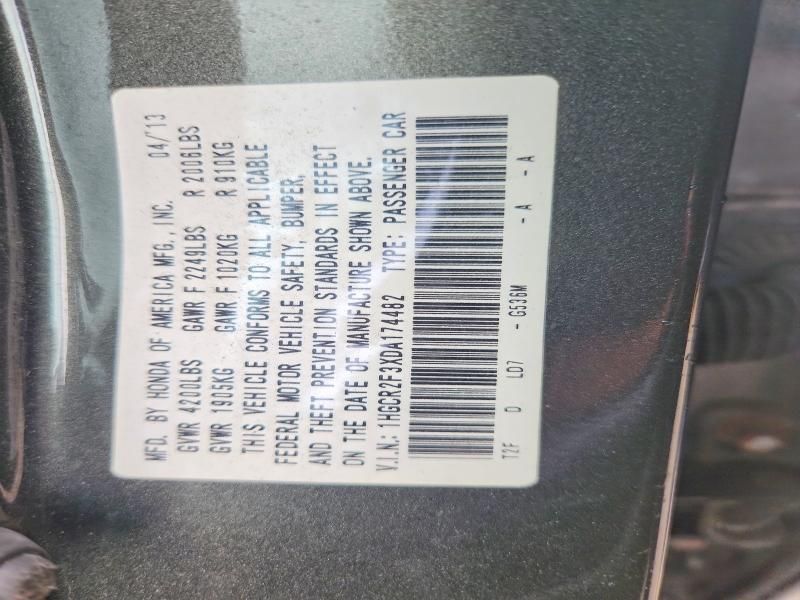 MFD. BY HONDA OF AMERICA MFG., INC. 04/'13
GVWR 4200LBS GAWR F 2249LBS R 2006LBS
GVWR 1905KG GAWR F 1020KG R 910KG
THIS VEHICLE CONFORMS TO ALL APPLICABLE
FEDERAL MOTOR VEHICLE SAFETY, BUMPER,
AND THEFT PREVENTION STANDARDS IN EFFECT
ON THE DATE OF MANUFACTURE SHOWN ABOVE.
V.I.N.: 1HGCR2F3XDA174482 TYPE: PASSENGER CAR
T2F D LD7 - G536M - A - A